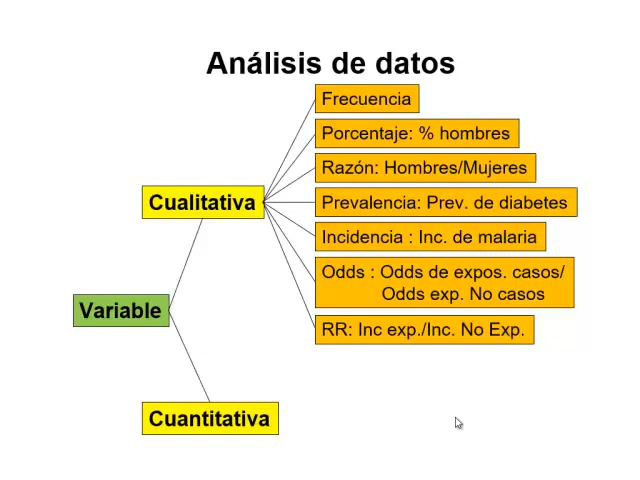 Análisis de datos
Frecuencia
Porcentaje: % hombres
Razón: Hombres/Mujeres
Cualitativa
Prevalencia: Prev. de diabetes
Incidencia : Inc. de malaria
Odds : Odds de expos. casos/
Odds exp. No casos
Variable
RR: Inc exp./Inc. No Exp.
Cuantitativa